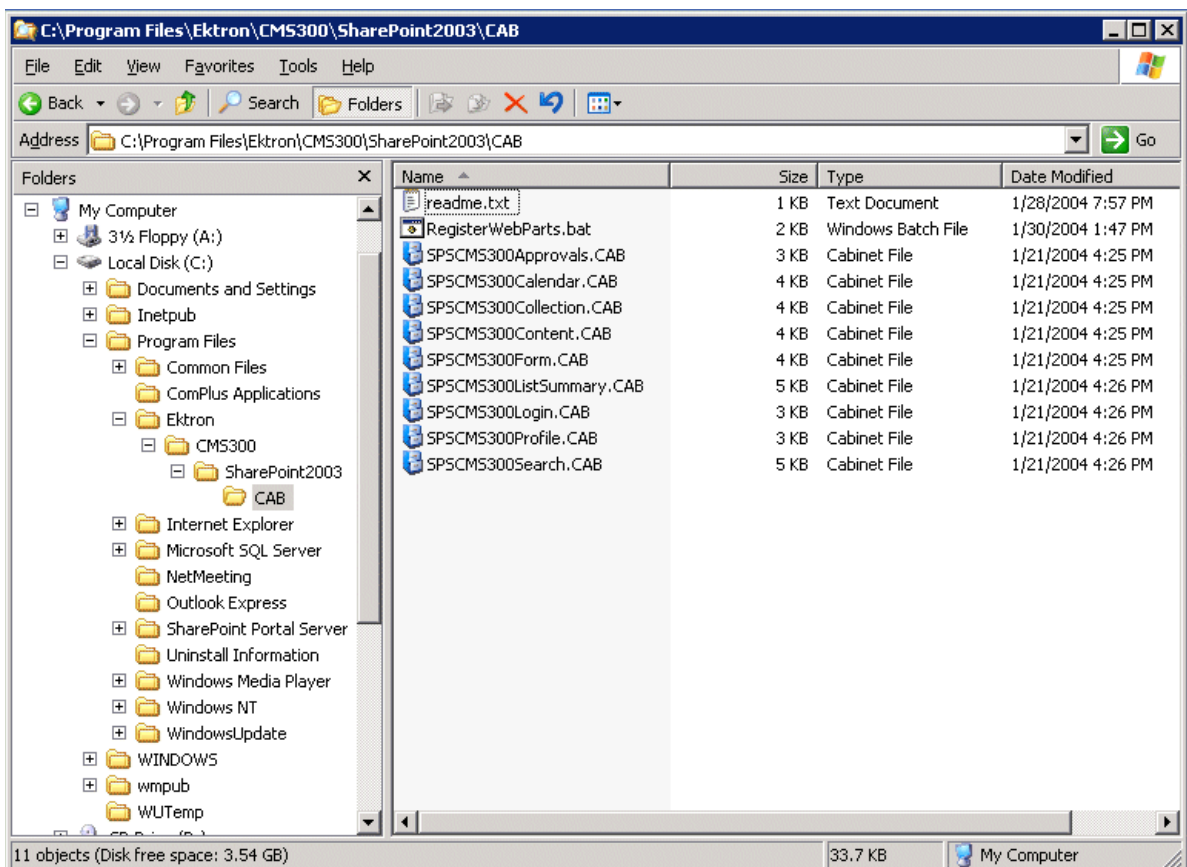 C:\Program Files\Ektron\CMS300\SharePoint2003\CAB
File Edit View Favorites Tools Help
Back Search Folders
Address C:\Program Files\Ektron\CMS300\SharePoint2003\CAB Go
Folders
My Computer
3½ Floppy (A:)
Local Disk (C:)
Documents and Settings
Inetpub
Program Files
Common Files
ComPlus Applications
Ektron
CMS300
SharePoint2003
CAB
Internet Explorer
Microsoft SQL Server
NetMeeting
Outlook Express
SharePoint Portal Server
Uninstall Information
Windows Media Player
Windows NT
WindowsUpdate
WINDOWS
wmpub
WUTemp
Name Size Type Date Modified
readme.txt 1 KB Text Document 1/28/2004 7:57 PM
RegisterWebParts.bat 2 KB Windows Batch File 1/30/2004 1:47 PM
SPSCMS300Approvals.CAB 3 KB Cabinet File 1/21/2004 4:25 PM
SPSCMS300Calendar.CAB 4 KB Cabinet File 1/21/2004 4:25 PM
SPSCMS300Collection.CAB 4 KB Cabinet File 1/21/2004 4:25 PM
SPSCMS300Content.CAB 4 KB Cabinet File 1/21/2004 4:25 PM
SPSCMS300Form.CAB 4 KB Cabinet File 1/21/2004 4:25 PM
SPSCMS300ListSummary.CAB 5 KB Cabinet File 1/21/2004 4:26 PM
SPSCMS300Login.CAB 3 KB Cabinet File 1/21/2004 4:26 PM
SPSCMS300Profile.CAB 3 KB Cabinet File 1/21/2004 4:26 PM
SPSCMS300Search.CAB 5 KB Cabinet File 1/21/2004 4:26 PM
11 objects (Disk free space: 3.54 GB) 33.7 KB My Computer